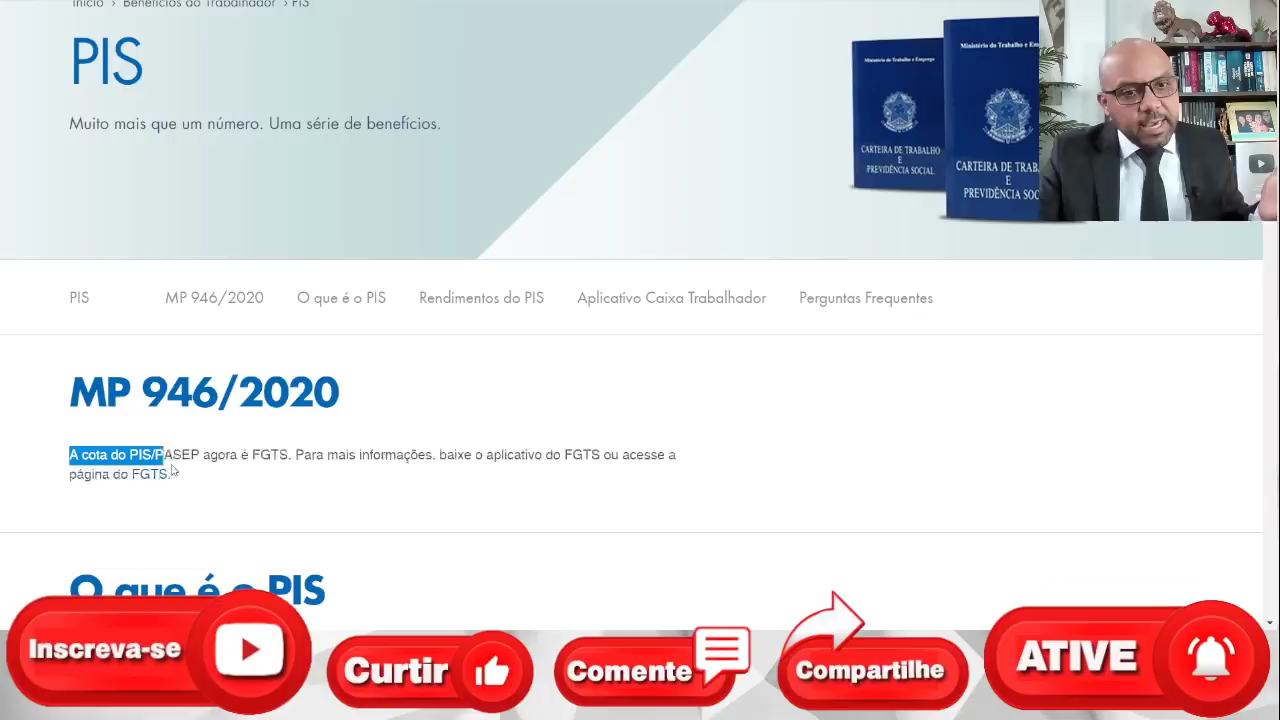 Início › Benefícios do Trabalhador › PIS
PIS
Muito mais que um número. Uma série de benefícios.
Ministério do Trabalho e Emprego
CARTEIRA DE TRABALHO
E
PREVIDÊNCIA SOCIAL
Ministério do Trabalho e Em
CARTEIRA DE TRAB
E
PREVIDÊNCIA SOC
PIS MP 946/2020 O que é o PIS Rendimentos do PIS Aplicativo Caixa Trabalhador Perguntas Frequentes
MP 946/2020
A cota do PIS/PASEP agora é FGTS. Para mais informações, baixe o aplicativo do FGTS ou acesse a
página do FGTS.
O que é o PIS
Inscreva-se
Curtir
Comente
Compartilhe
ATIVE